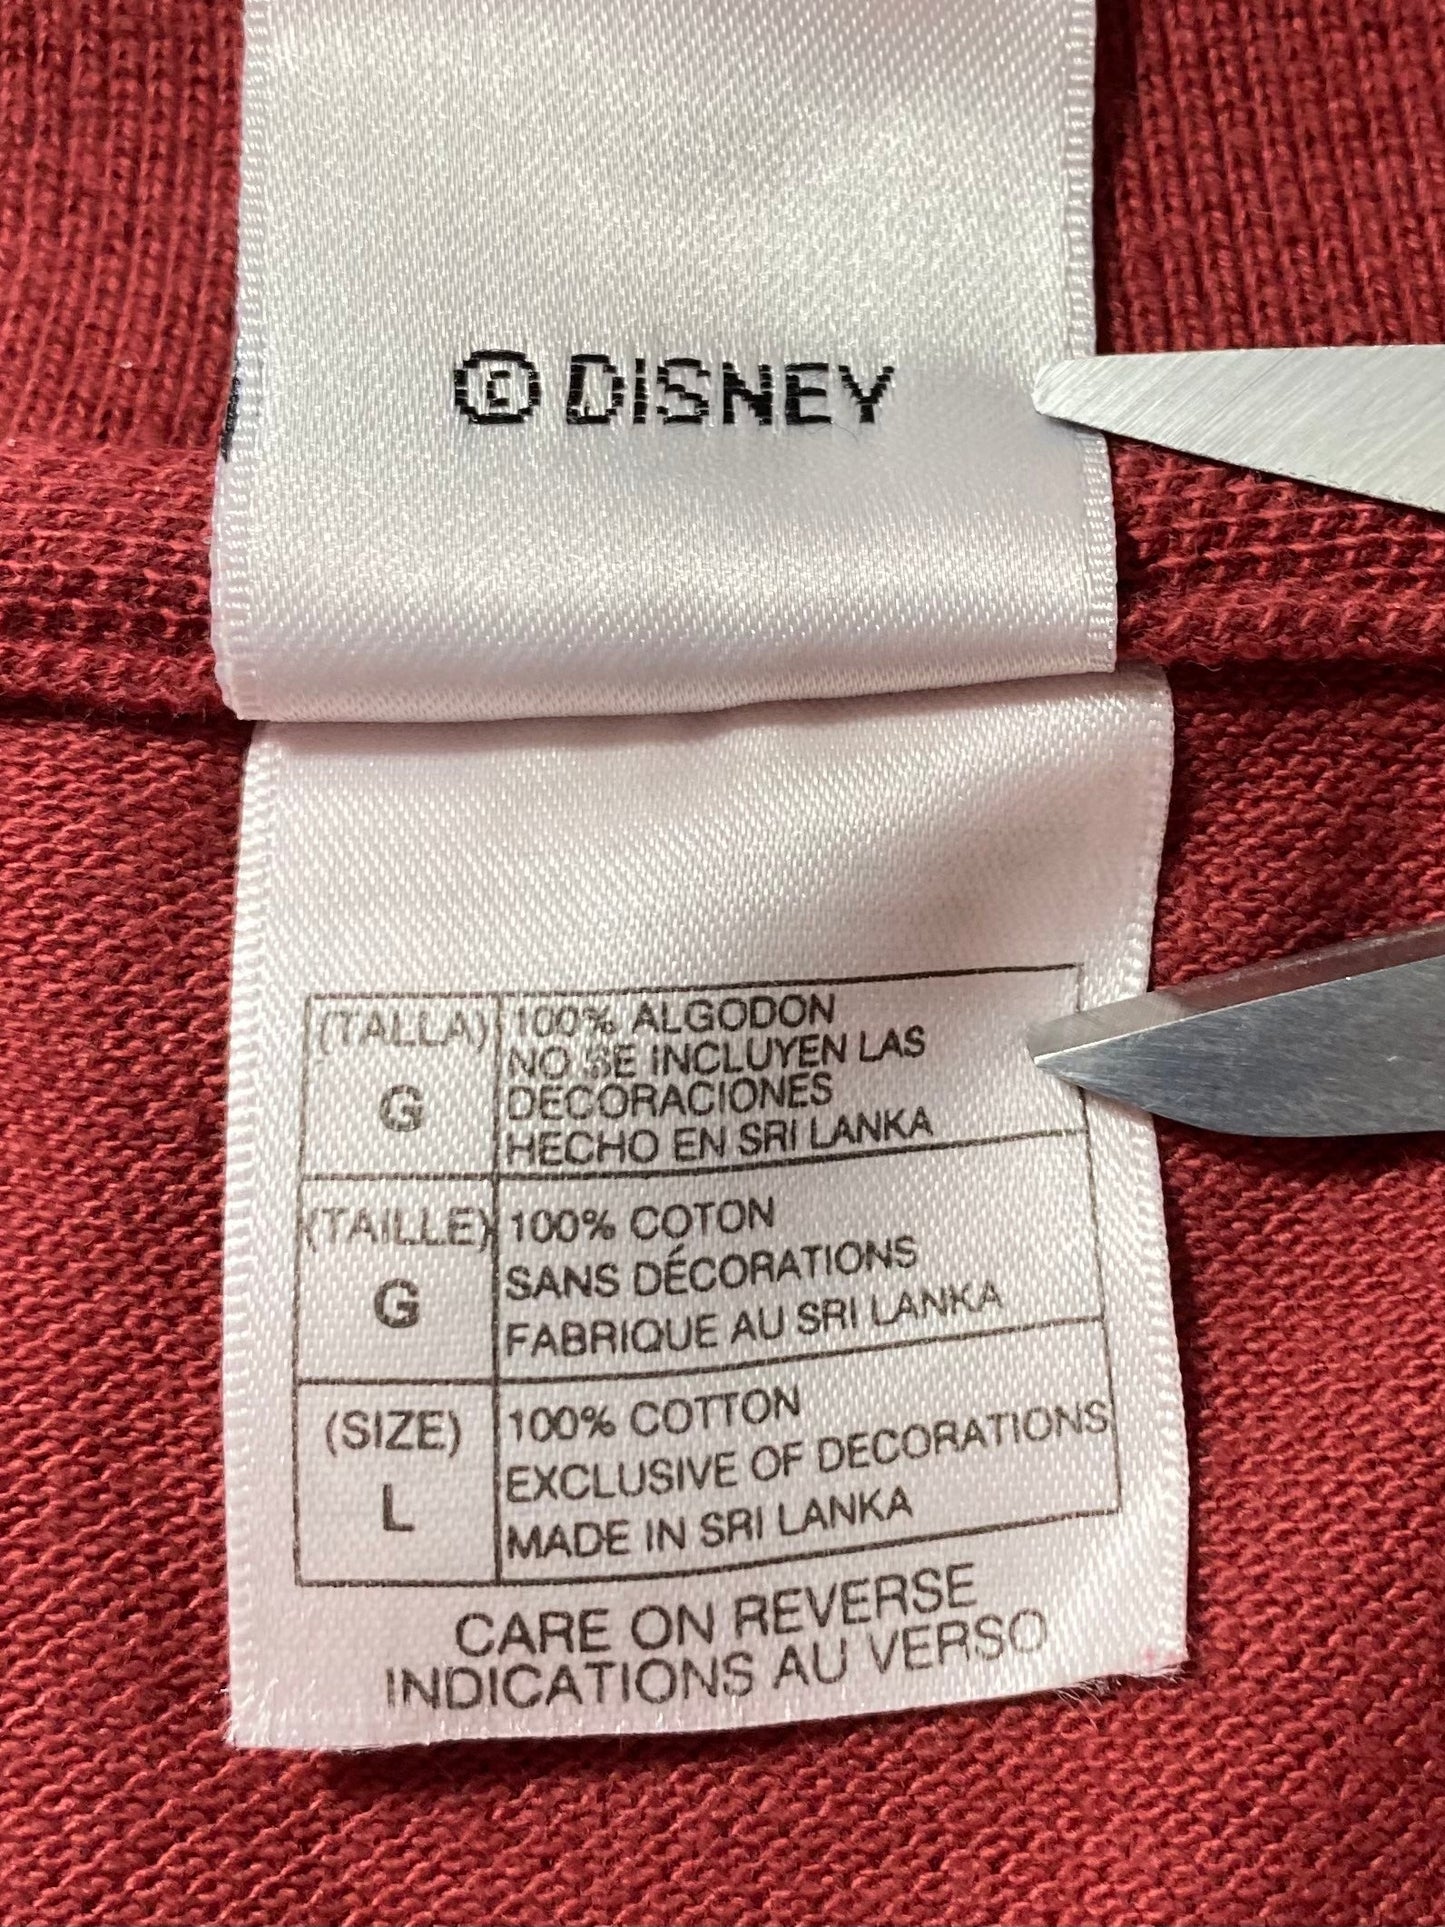 © DISNEY
(TALLA)
G
100% ALGODON
NO SE INCLUYEN LAS
DECORACIONES
HECHO EN SRI LANKA
(TAILLE)
G
100% COTON
SANS DÉCORATIONS
FABRIQUE AU SRI LANKA
(SIZE)
L
100% COTTON
EXCLUSIVE OF DECORATIONS
MADE IN SRI LANKA
CARE ON REVERSE
INDICATIONS AU VERSO